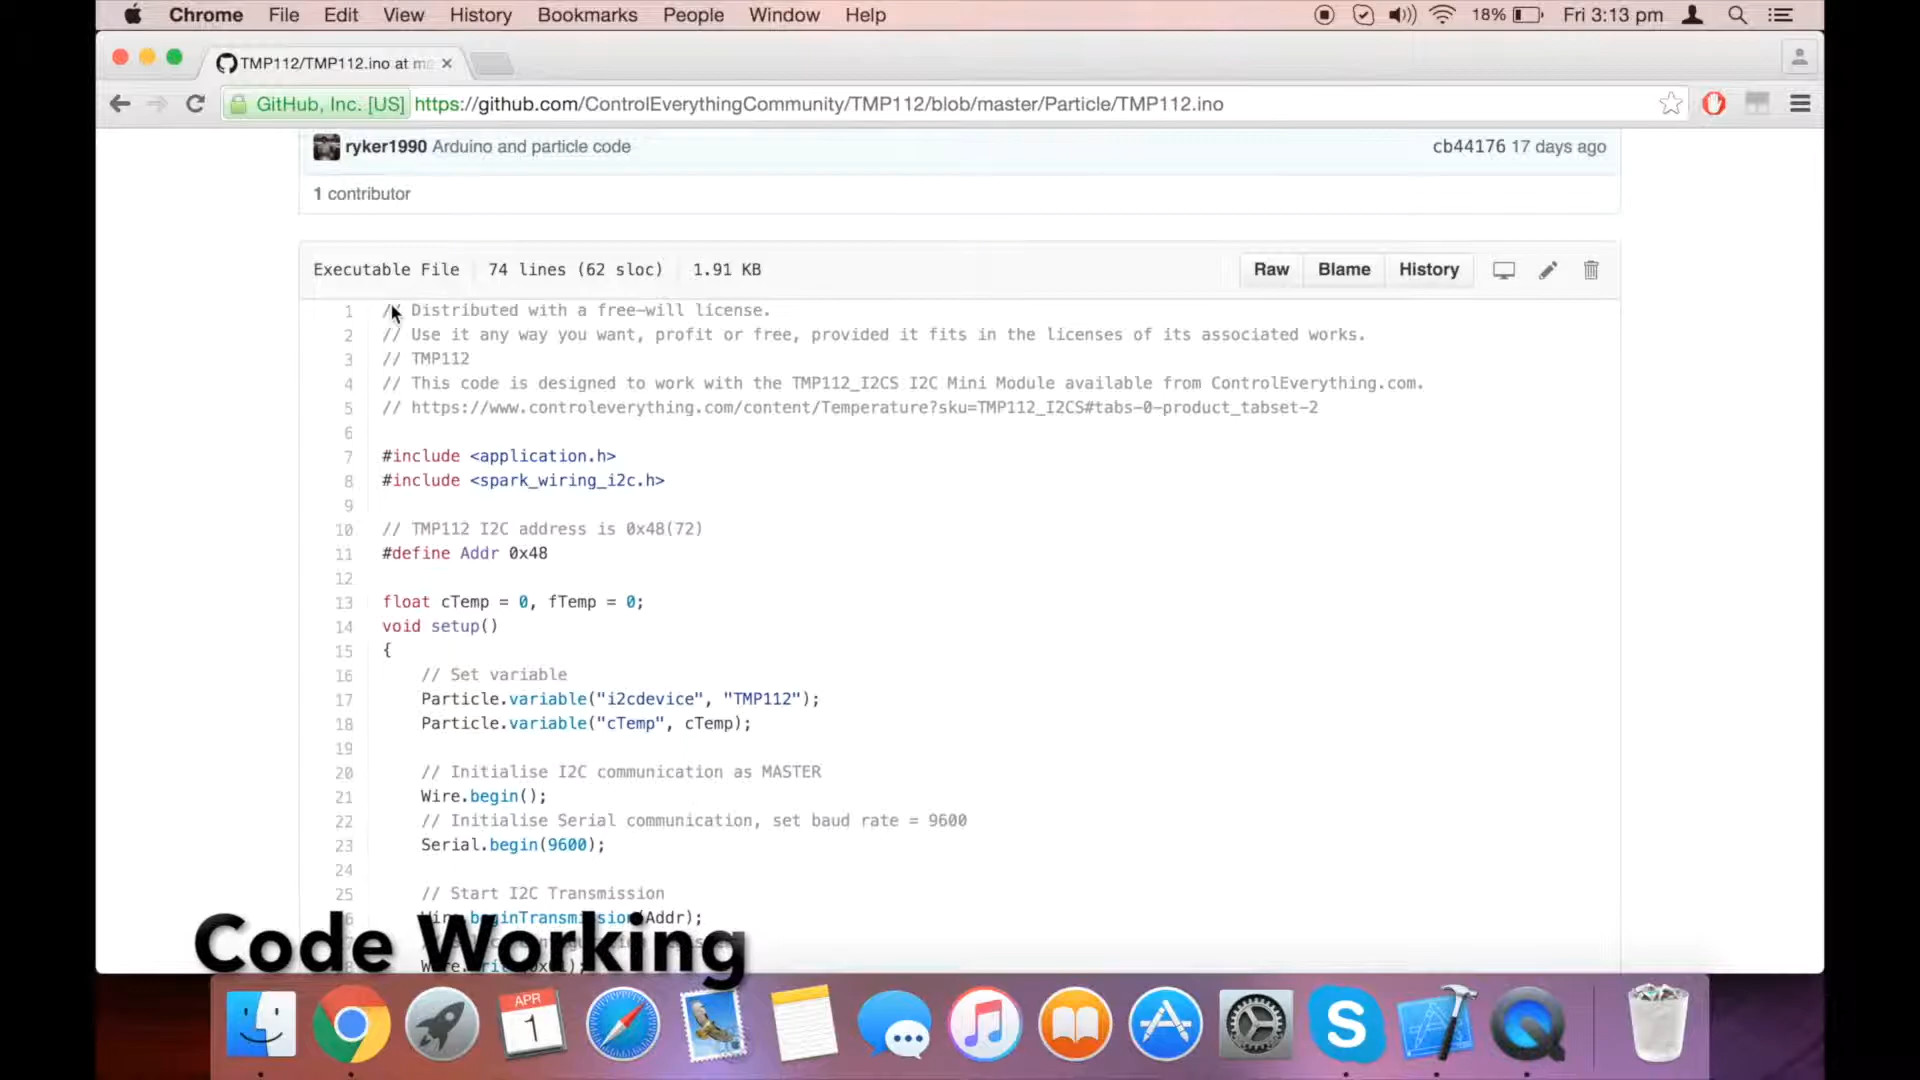 Chrome File Edit View History Bookmarks People Window Help 18% Fri 3:13 pm
TMP112/TMP112.ino at ma
GitHub, Inc. [US] https://github.com/ControlEverythingCommunity/TMP112/blob/master/Particle/TMP112.ino
ryker1990 Arduino and particle code cb44176 17 days ago
1 contributor
Executable File 74 lines (62 sloc) 1.91 KB Raw Blame History
1 // Distributed with a free-will license.
2 // Use it any way you want, profit or free, provided it fits in the licenses of its associated works.
3 // TMP112
4 // This code is designed to work with the TMP112_I2CS I2C Mini Module available from ControlEverything.com.
5 // https://www.controleverything.com/content/Temperature?sku=TMP112_I2CS#tabs-0-product_tabset-2
6
7 #include <application.h>
8 #include <spark_wiring_i2c.h>
9
10 // TMP112 I2C address is 0x48(72)
11 #define Addr 0x48
12
13 float cTemp = 0, fTemp = 0;
14 void setup()
15 {
16 // Set variable
17 Particle.variable("i2cdevice", "TMP112");
18 Particle.variable("cTemp", cTemp);
19
20 // Initialise I2C communication as MASTER
21 Wire.begin();
22 // Initialise Serial communication, set baud rate = 9600
23 Serial.begin(9600);
24
25 // Start I2C Transmission
Wire.beginTransmission(Addr);
Code Working
APR
1